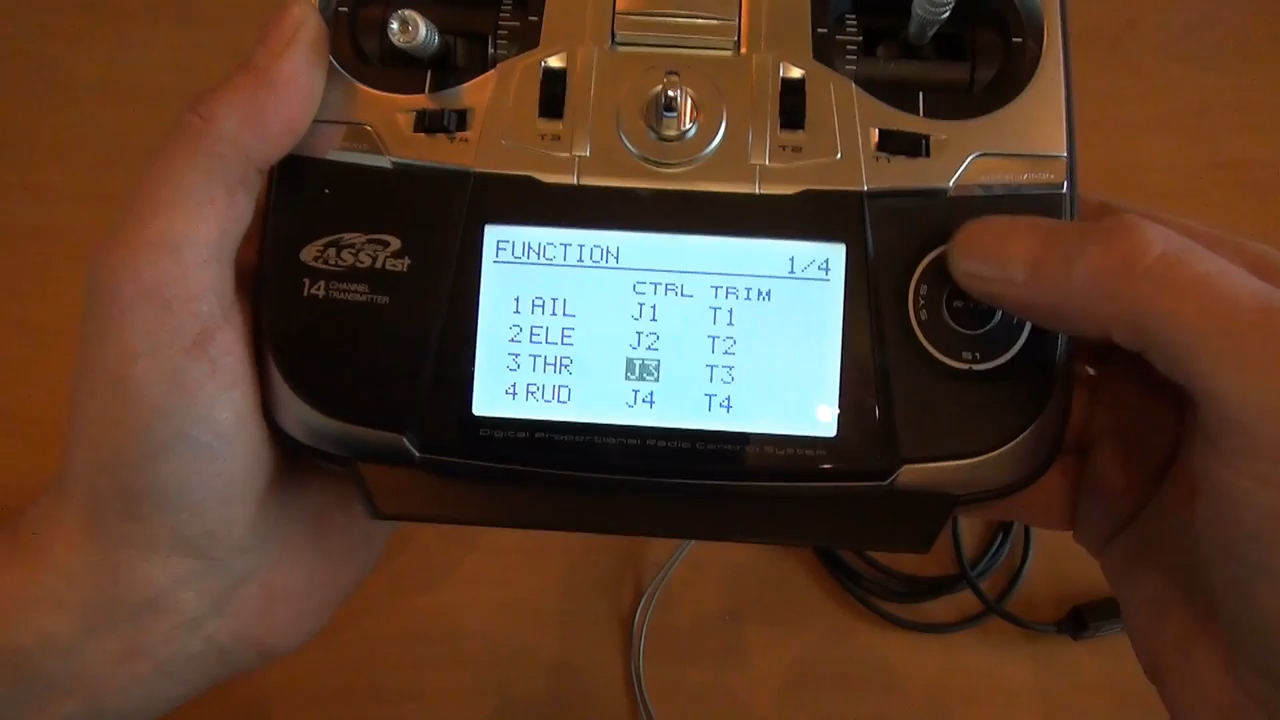 T4
T3
T2
T1
FASSTest
14 CHANNEL
TRANSMITTER
FUNCTION 1/4
CTRL TRIM
1 AIL J1 T1
2 ELE J2 T2
3 THR J3 T3
4 RUD J4 T4
Digital Proportional Radio Control System
SYS
S1